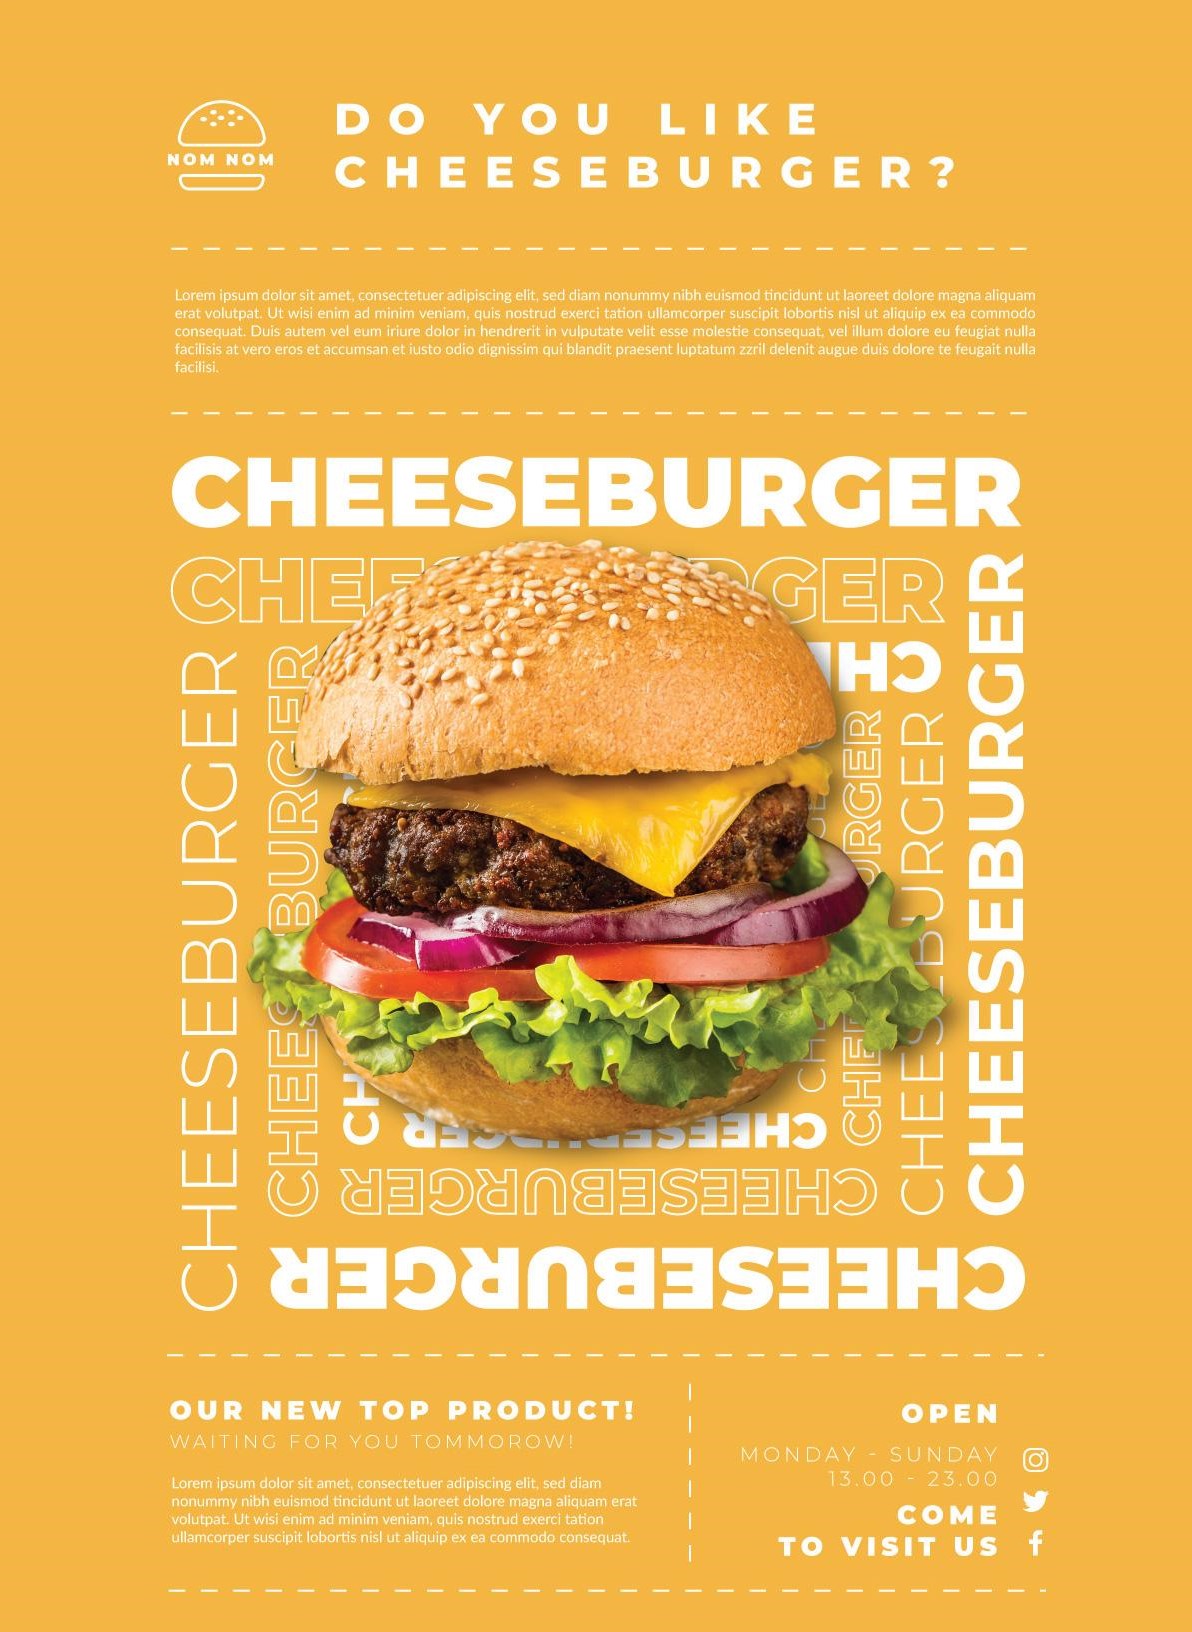 NOM NOM
DO YOU LIKE
CHEESEBURGER?
Lorem ipsum dolor sit amet, consectetuer adipiscing elit, sed diam nonummy nibh euismod tincidunt ut laoreet dolore magna aliquam
erat volutpat. Ut wisi enim ad minim veniam, quis nostrud exerci tation ullamcorper suscipit lobortis nisl ut aliquip ex ea commodo
consequat. Duis autem vel eum iriure dolor in hendrerit in vulputate velit esse molestie consequat, vel illum dolore eu feugiat nulla
facilisis at vero eros et accumsan et iusto odio dignissim qui blandit praesent luptatum zzril delenit augue duis dolore te feugait nulla
facilisi.
CHEESEBURGER
CHEESEBURGER
CHEESEBURGER
CHEESEBURGER
CHEESEBURGER
CHEESEBURGER
CHEESEBURGER
CHEESEBURGER
CHEESEBURGER
CHEESEBURGER
OUR NEW TOP PRODUCT!
WAITING FOR YOU TOMMOROW!
Lorem ipsum dolor sit amet, consectetuer adipiscing elit, sed diam
nonummy nibh euismod tincidunt ut laoreet dolore magna aliquam erat
volutpat. Ut wisi enim ad minim veniam, quis nostrud exerci tation
ullamcorper suscipit lobortis nisl ut aliquip ex ea commodo consequat.
OPEN
MONDAY - SUNDAY
13.00 - 23.00
COME
TO VISIT US